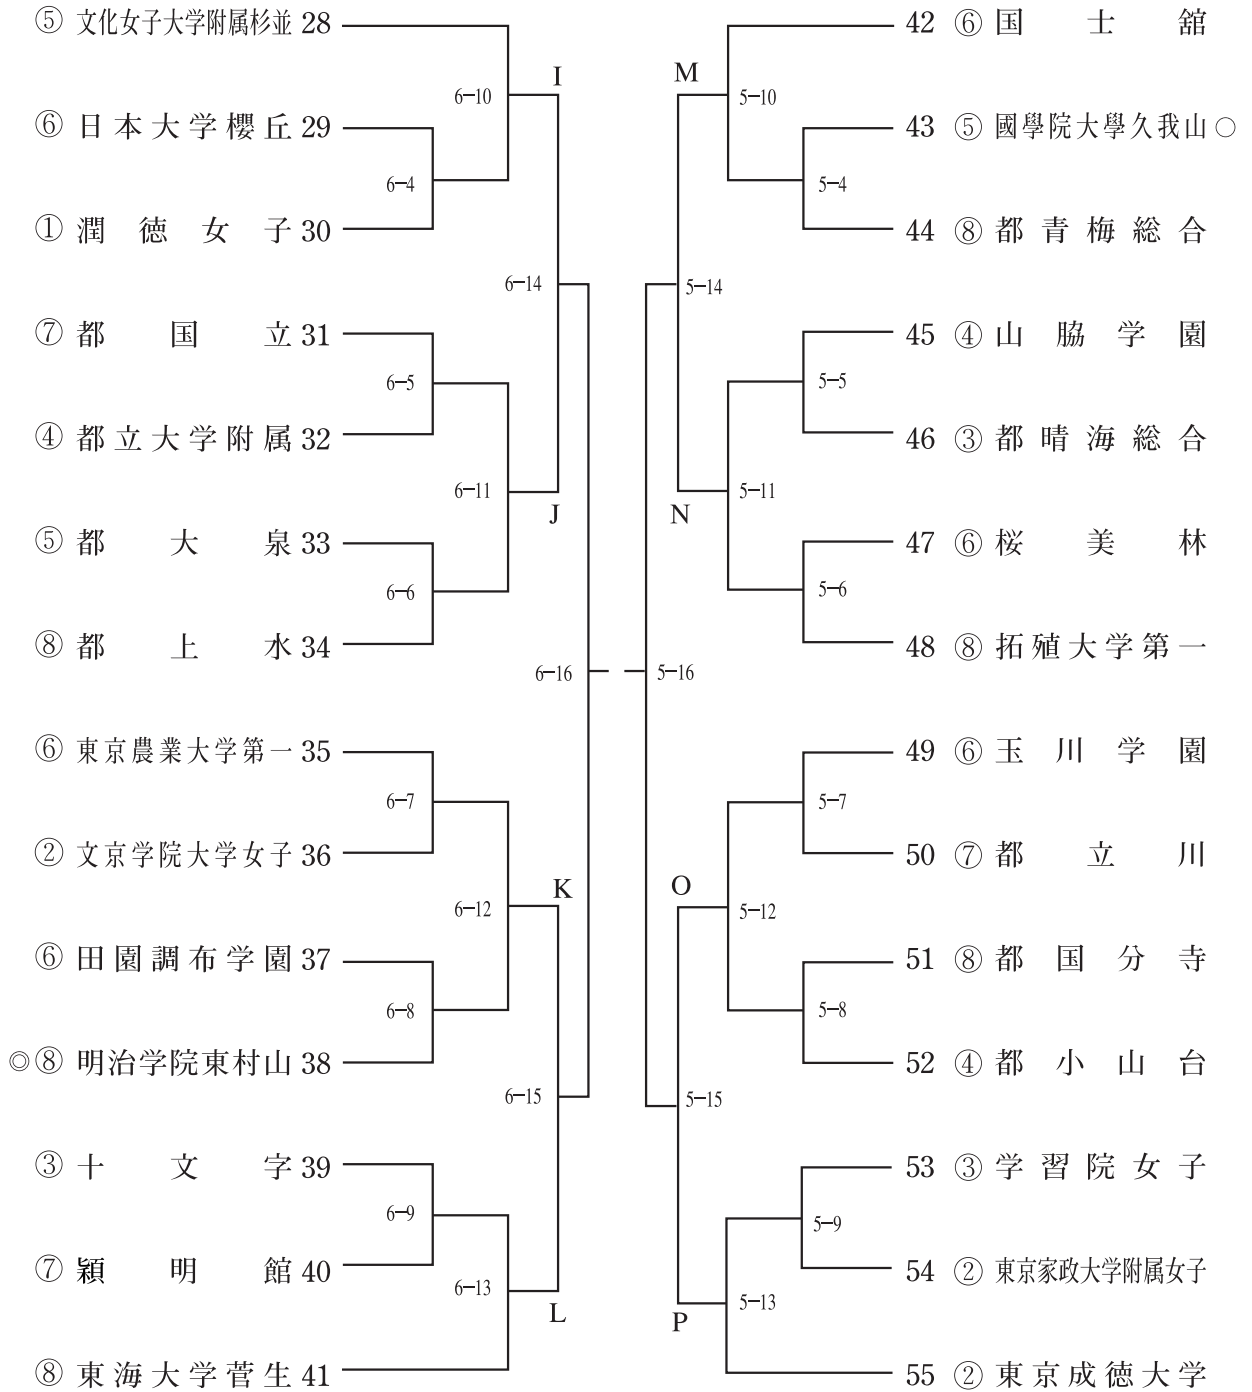 ⑤ 文化女子大学附属杉並 28
6−10
I
⑥ 日本大学櫻丘 29
6−4
① 潤徳女子 30
6−14
⑦ 都国立 31
6−5
④ 都立大学附属 32
6−11
J
⑤ 都大泉 33
6−6
⑧ 都上水 34
6−16
⑥ 東京農業大学第一 35
6−7
② 文京学院大学女子 36
K
6−12
⑥ 田園調布学園 37
6−8
◎⑧ 明治学院東村山 38
6−15
③ 十文字 39
6−9
⑦ 穎明館 40
6−13
L
⑧ 東海大学菅生 41
42 ⑥ 国士舘
M
5−10
43 ⑤ 國學院大學久我山 ○
5−4
44 ⑧ 都青梅総合
5−14
45 ④ 山脇学園
5−5
46 ③ 都晴海総合
5−11
N
47 ⑥ 桜美林
5−6
48 ⑧ 拓殖大学第一
5−16
49 ⑥ 玉川学園
5−7
50 ⑦ 都立川
O
5−12
51 ⑧ 都国分寺
5−8
52 ④ 都小山台
5−15
53 ③ 学習院女子
5−9
54 ② 東京家政大学附属女子
5−13
P
55 ② 東京成徳大学